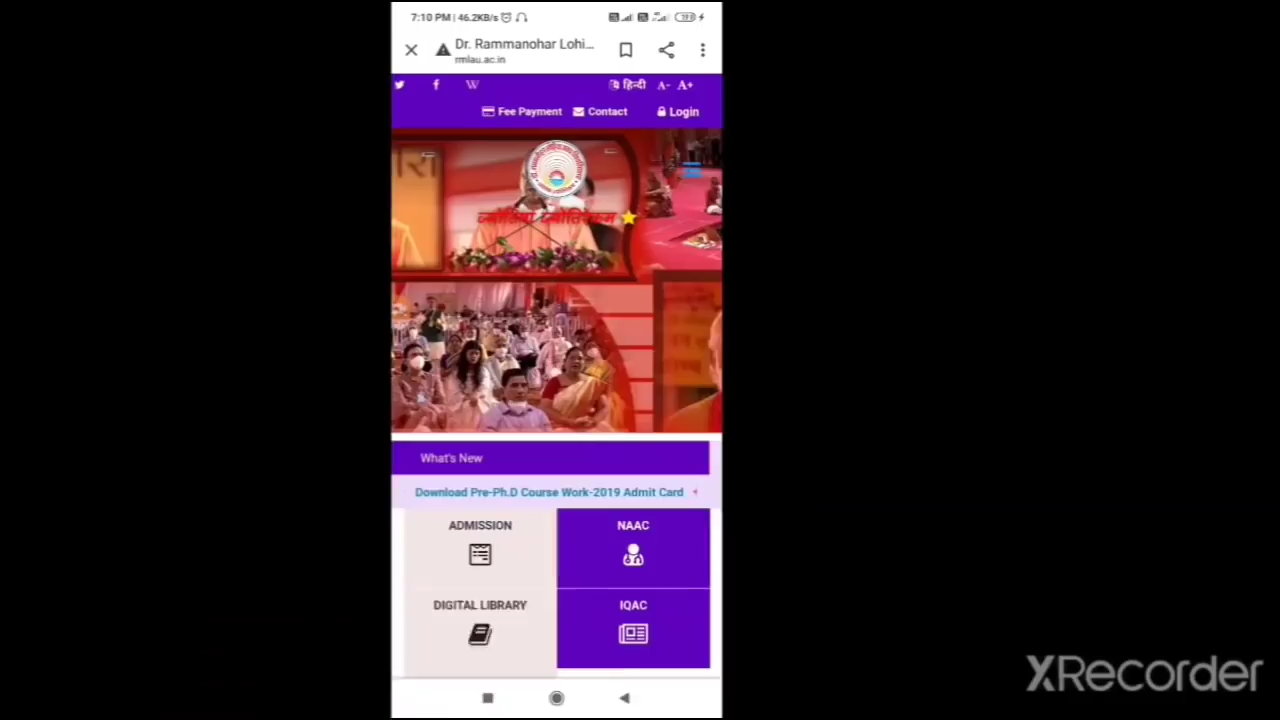 7:10 PM | 46.2KB/s
Dr. Rammanohar Lohi...
rmlau.ac.in
हिन्दी A- A+
Fee Payment Contact Login
What's New
Download Pre-Ph.D Course Work-2019 Admit Card
ADMISSION NAAC
DIGITAL LIBRARY IQAC
XRecorder